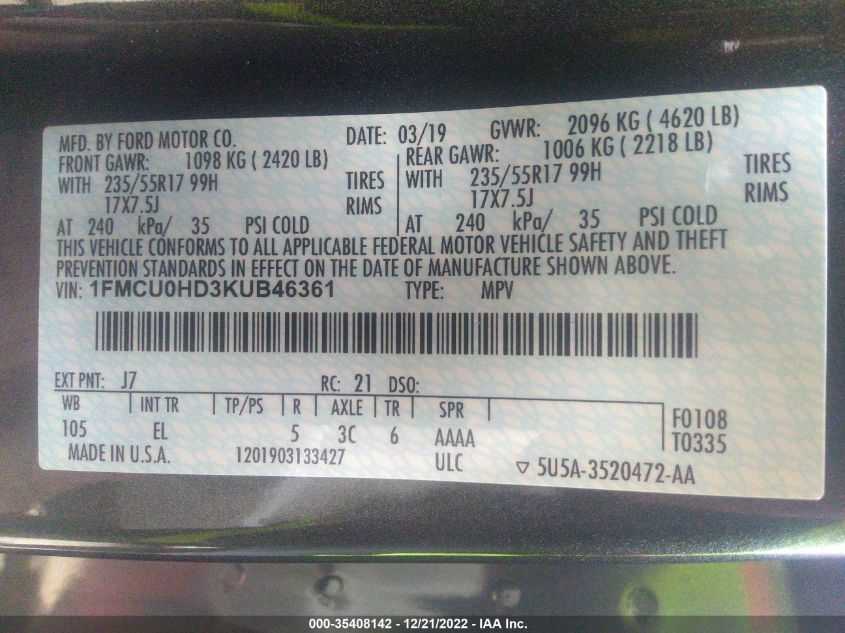 MFD. BY FORD MOTOR CO. DATE: 03/19 GVWR: 2096 KG ( 4620 LB)
FRONT GAWR: 1098 KG ( 2420 LB) REAR GAWR: 1006 KG ( 2218 LB)
WITH 235/55R17 99H TIRES WITH 235/55R17 99H TIRES
17X7.5J RIMS 17X7.5J RIMS
AT 240 kPa/ 35 PSI COLD AT 240 kPa/ 35 PSI COLD
THIS VEHICLE CONFORMS TO ALL APPLICABLE FEDERAL MOTOR VEHICLE SAFETY AND THEFT
PREVENTION STANDARDS IN EFFECT ON THE DATE OF MANUFACTURE SHOWN ABOVE.
VIN: 1FMCU0HD3KUB46361 TYPE: MPV
EXT PNT: J7 RC: 21 DSO:
WB INT TR TP/PS R AXLE TR SPR F0108
105 EL 5 3C 6 AAAA T0335
MADE IN U.S.A. 1201903133427 ULC ▽ 5U5A-3520472-AA
000-35408142 - 12/21/2022 - IAA Inc.